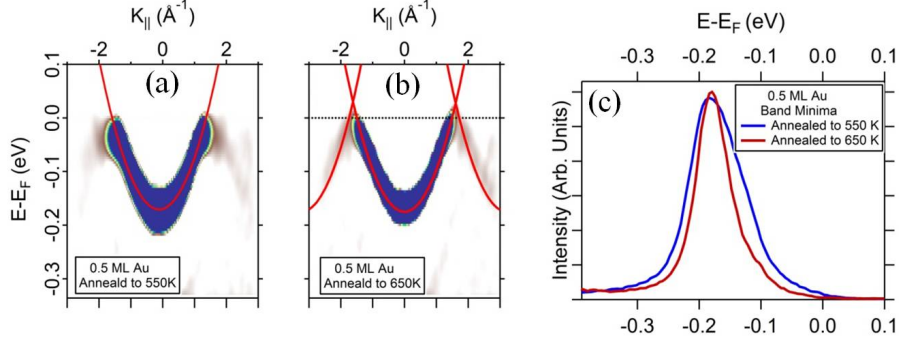 K|| (Å-1)
K|| (Å-1)
E-EF (eV)
-2
0
2
-2
0
2
-0.3
-0.2
-0.1
0.0
0.1
0.1
0.0
-0.1
-0.2
-0.3
E-EF (eV)
(a)
(b)
(c)
0.5 ML Au
Anneald to 550K
0.5 ML Au
Anneald to 650K
Intensity (Arb. Units)
0.5 ML Au
Band Minima
Annealed to 550 K
Annealed to 650 K
-0.3
-0.2
-0.1
0.0
0.1